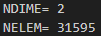 NDIME= 2
NELEM= 31595